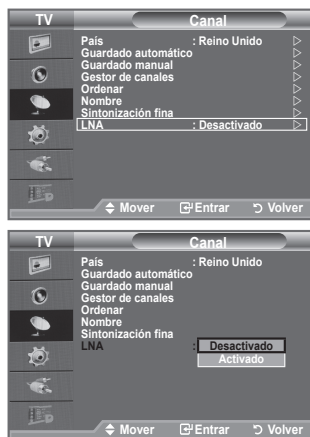 TV Canal
País : Reino Unido
Guardado automático
Guardado manual
Gestor de canales
Ordenar
Nombre
Sintonización fina
LNA : Desactivado
Mover Entrar Volver
TV Canal
País : Reino Unido
Guardado automático
Guardado manual
Gestor de canales
Ordenar
Nombre
Sintonización fina
LNA : Desactivado
Activado
Mover Entrar Volver